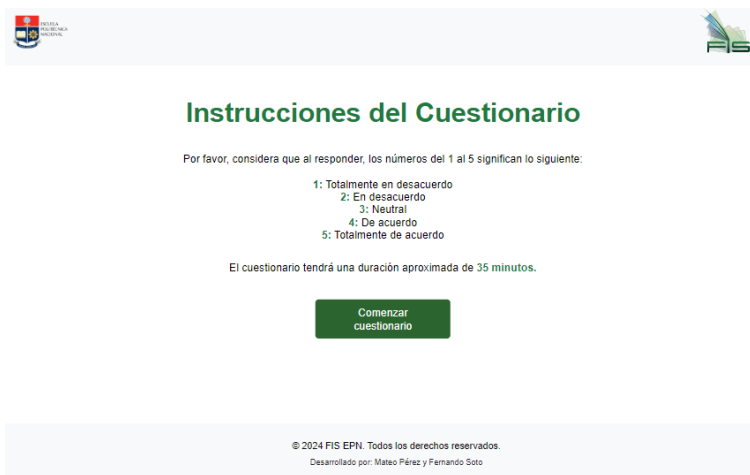 ESCUELA
POLITÉCNICA
NACIONAL
FIS
Instrucciones del Cuestionario
Por favor, considera que al responder, los números del 1 al 5 significan lo siguiente:
1: Totalmente en desacuerdo
2: En desacuerdo
3: Neutral
4: De acuerdo
5: Totalmente de acuerdo
El cuestionario tendrá una duración aproximada de 35 minutos.
Comenzar
cuestionario
© 2024 FIS EPN. Todos los derechos reservados.
Desarrollado por: Mateo Pérez y Fernando Soto